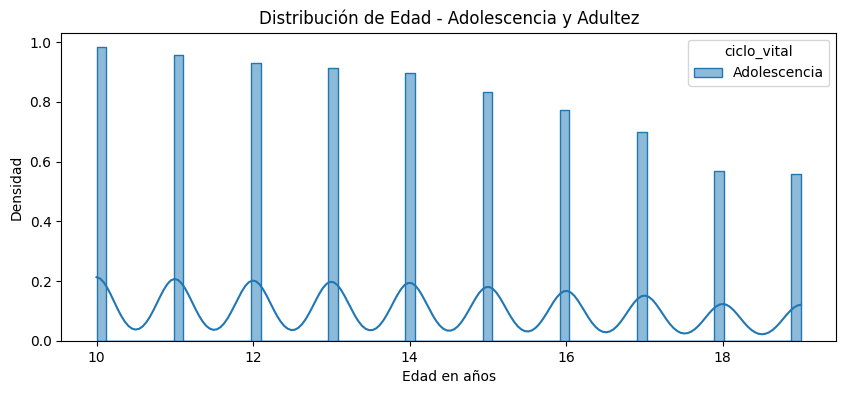 Distribución de Edad - Adolescencia y Adultez
ciclo_vital
Adolescencia
Densidad
1.0
0.8
0.6
0.4
0.2
0.0
10 12 14 16 18
Edad en años